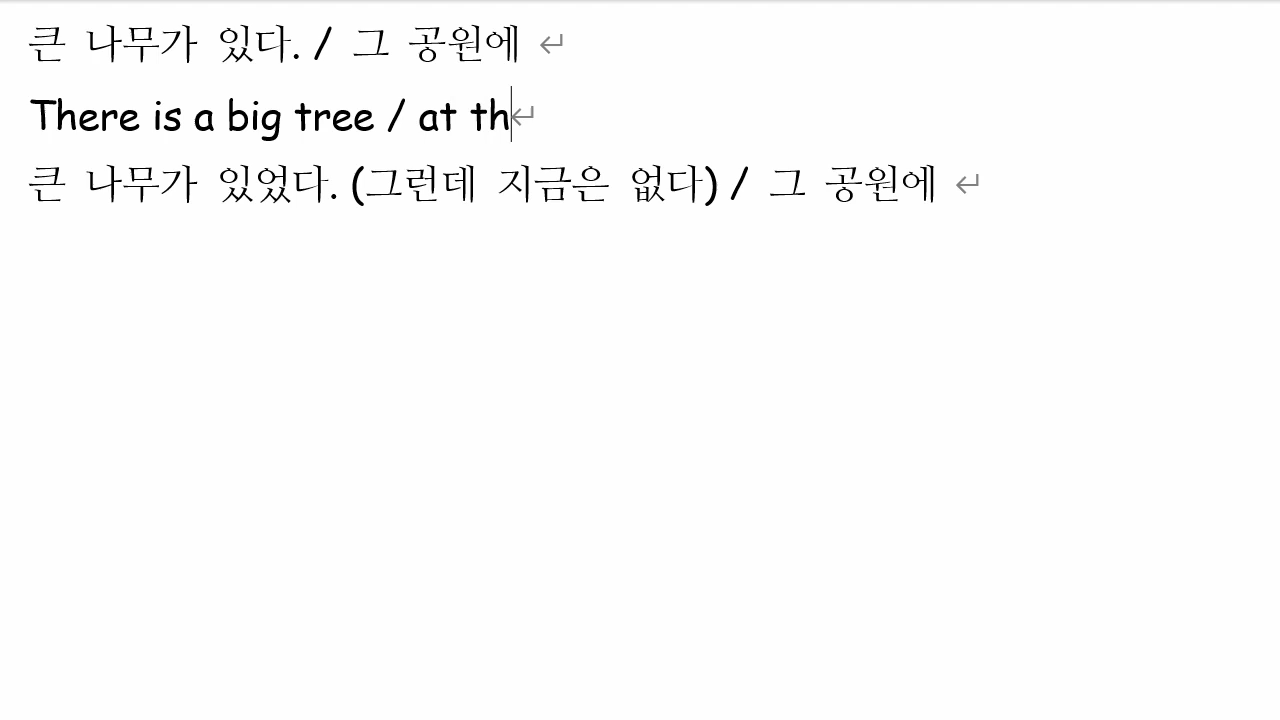 큰 나무가 있다. / 그 공원에
There is a big tree / at th
큰 나무가 있었다. (그런데 지금은 없다) / 그 공원에